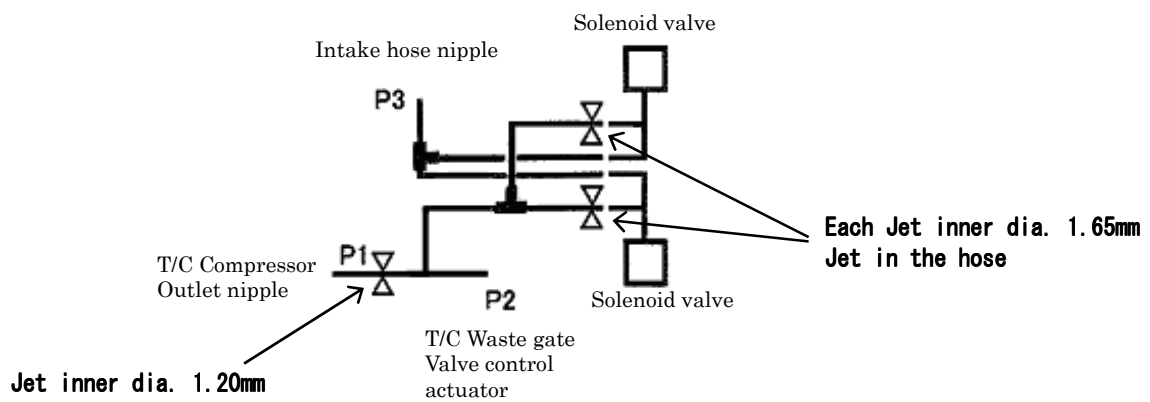 Solenoid valve
Intake hose nipple
P3
Each Jet inner dia. 1.65mm
Jet in the hose
P1
T/C Compressor
Outlet nipple
P2
Solenoid valve
T/C Waste gate
Valve control
actuator
Jet inner dia. 1.20mm